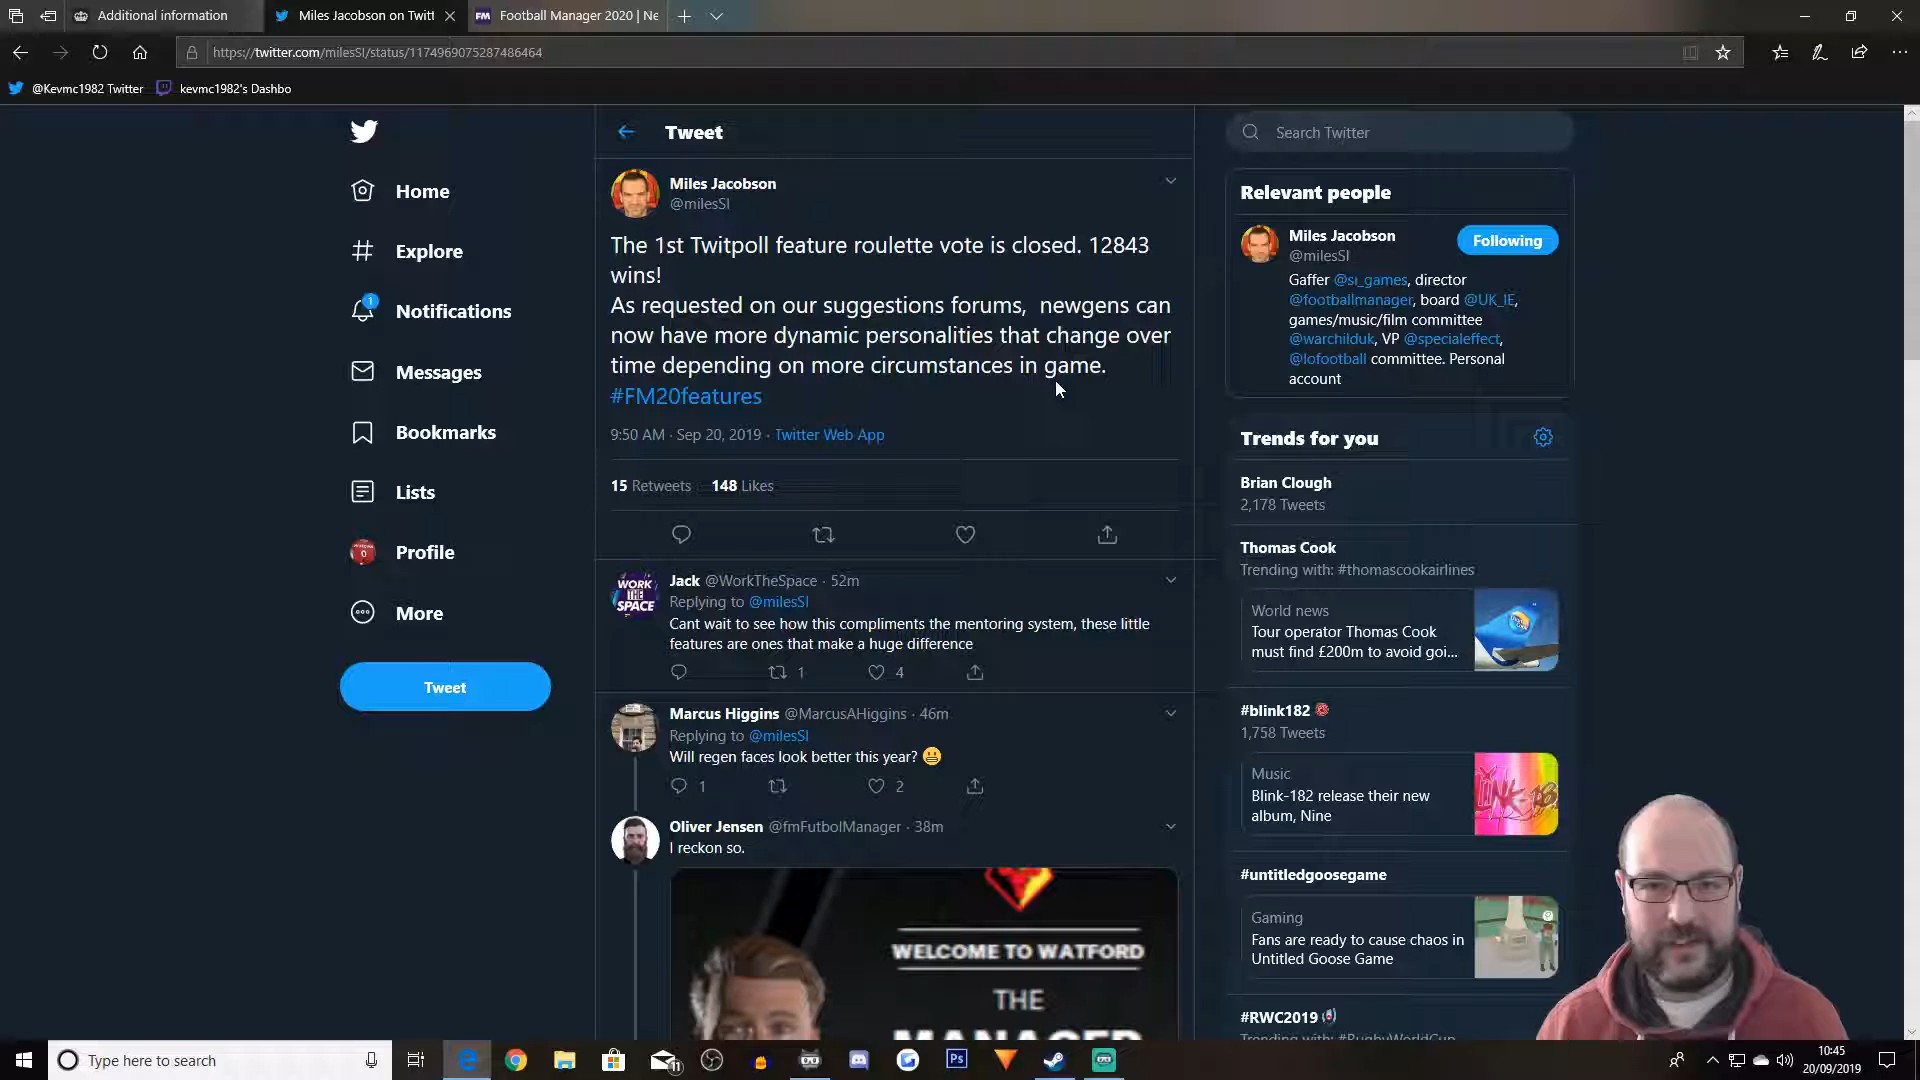 Additional information
Miles Jacobson on Twitt
FM Football Manager 2020 | Ne
https://twitter.com/milesSI/status/1174969075287486464
@Kevmc1982 Twitter
kevmc1982's Dashbo
Home
Explore
1
Notifications
Messages
Bookmarks
Lists
Profile
More
Tweet
Tweet
Miles Jacobson
@milesSI
The 1st Twitpoll feature roulette vote is closed. 12843
wins!
As requested on our suggestions forums, newgens can
now have more dynamic personalities that change over
time depending on more circumstances in game.
#FM20features
9:50 AM · Sep 20, 2019 · Twitter Web App
15 Retweets 148 Likes
WORK
THE
SPACE
Jack @WorkTheSpace · 52m
Replying to @milesSI
Cant wait to see how this compliments the mentoring system, these little
features are ones that make a huge difference
1 4
Marcus Higgins @MarcusAHiggins · 46m
Replying to @milesSI
Will regen faces look better this year? 😬
1 2
Oliver Jensen @fmFutbolManager · 38m
I reckon so.
WELCOME TO WATFORD
THE
MANAGER
Search Twitter
Relevant people
Miles Jacobson
@milesSI
Following
Gaffer @si_games, director
@footballmanager, board @UK_IE,
games/music/film committee
@warchilduk, VP @specialeffect,
@lofootball committee. Personal
account
Trends for you
Brian Clough
2,178 Tweets
Thomas Cook
Trending with: #thomascookairlines
World news
Tour operator Thomas Cook
must find £200m to avoid goi...
#blink182
1,758 Tweets
Music
Blink-182 release their new
album, Nine
#untitledgoosegame
Gaming
Fans are ready to cause chaos in
Untitled Goose Game
#RWC2019
Trending with: #RugbyWorldCup
Type here to search
11
Ps
10:45
20/09/2019